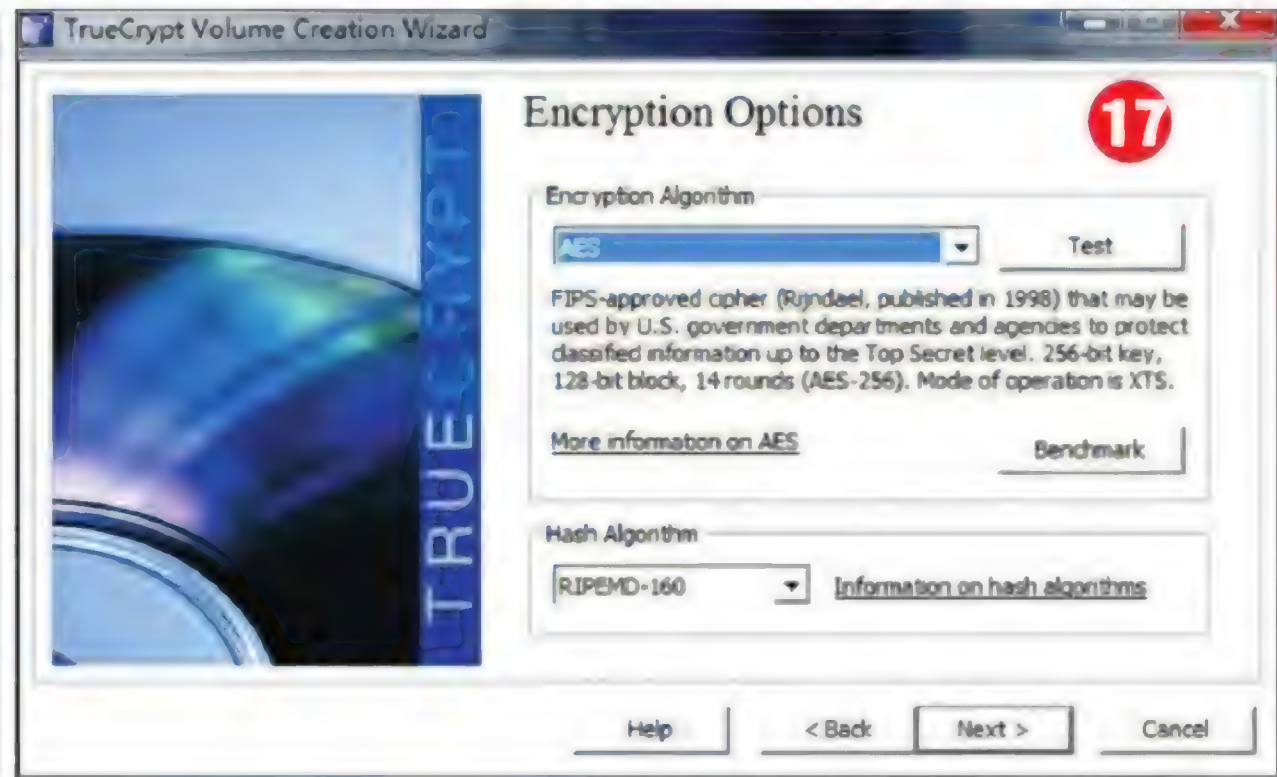 TrueCrypt Volume Creation Wizard
TRUECRYPT
Encryption Options
17
Encryption Algorithm
AES
Test
FIPS-approved cipher (Rijndael, published in 1998) that may be
used by U.S. government departments and agencies to protect
classified information up to the Top Secret level. 256-bit key,
128-bit block, 14 rounds (AES-256). Mode of operation is XTS.
More information on AES
Benchmark
Hash Algorithm
RIPEMD-160
Information on hash algorithms
Help
< Back
Next >
Cancel